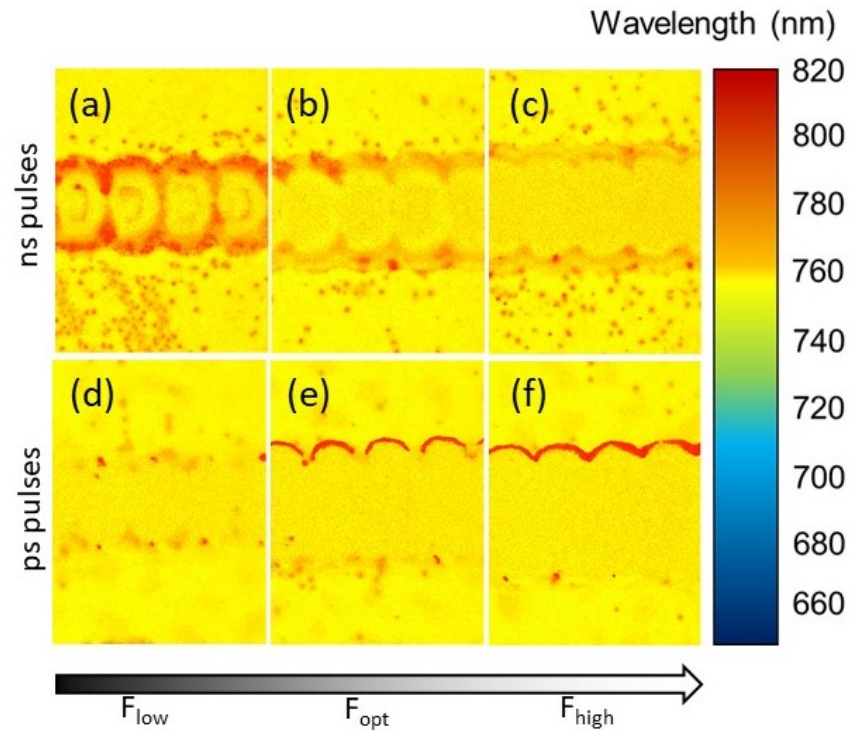 Wavelength (nm)
(a) (b) (c)
820
800
780
760
740
720
700
680
660
ns pulses
(d) (e) (f)
ps pulses
Flow Fopt Fhigh